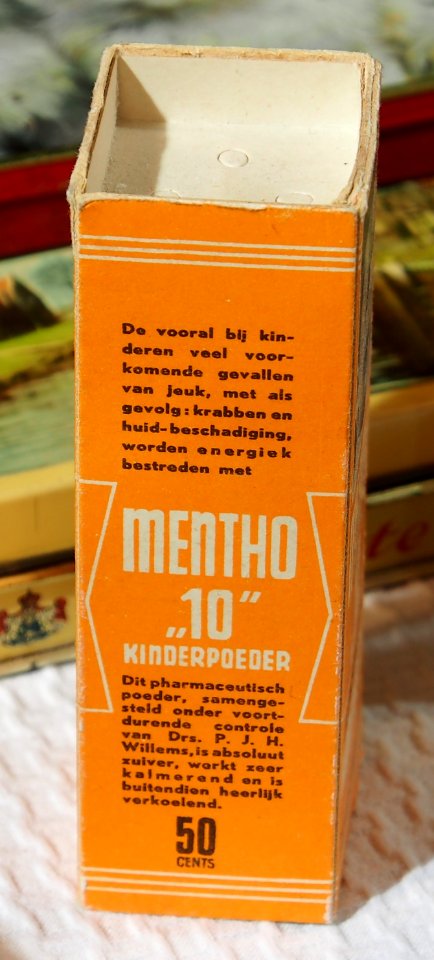 De vooral bij kin-
deren veel voor-
komende gevallen
van jeuk, met als
gevolg: krabben en
huid-beschadiging,
worden energiek
bestreden met
MENTHO
„10”
KINDERPOEDER
Dit pharmaceutisch
poeder, samenge-
steld onder voort-
durende controle
van Drs. P. J. H.
Willems, is absoluut
zuiver, werkt zeer
kalmerend en is
buitendien heerlijk
verkoelend.
50
CENTS